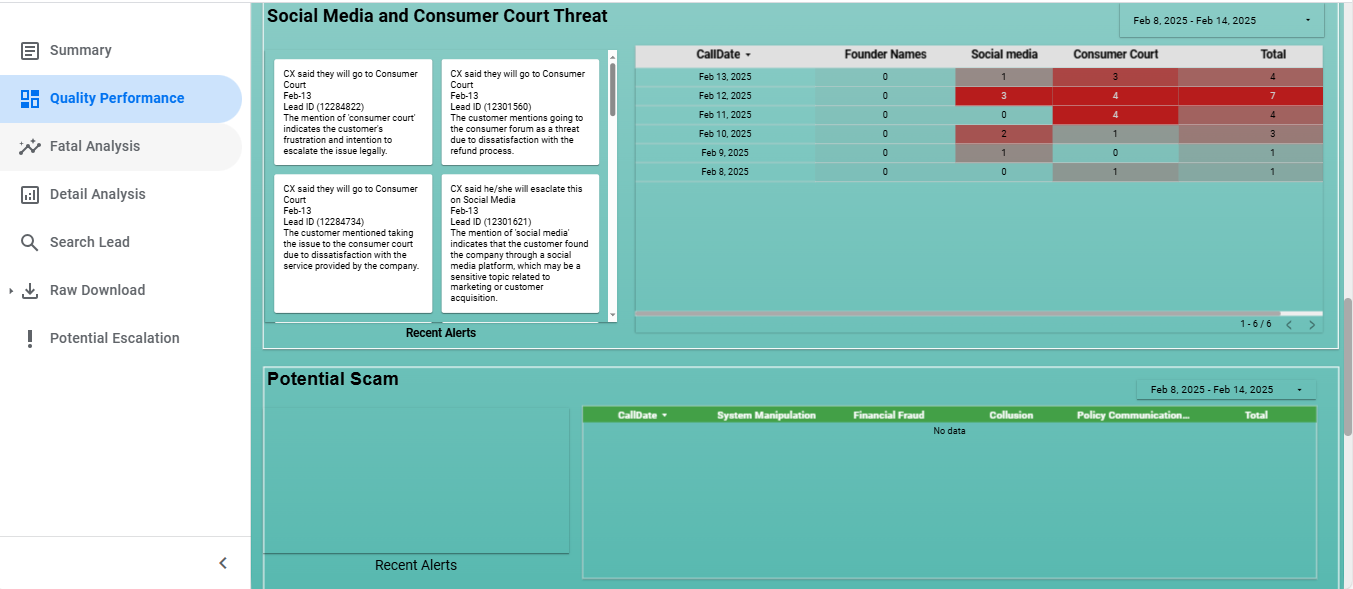 Summary
Quality Performance
Fatal Analysis
Detail Analysis
Search Lead
Raw Download
Potential Escalation
Social Media and Consumer Court Threat
Feb 8, 2025 - Feb 14, 2025
CX said they will go to Consumer
Court
Feb-13
Lead ID (12284822)
The mention of 'consumer court'
indicates the customer's
frustration and intention to
escalate the issue legally.
CX said they will go to Consumer
Court
Feb-13
Lead ID (12301560)
The customer mentions going to
the consumer forum as a threat
due to dissatisfaction with the
refund process.
CX said they will go to Consumer
Court
Feb-13
Lead ID (12284734)
The customer mentioned taking
the issue to the consumer court
due to dissatisfaction with the
service provided by the company.
CX said he/she will esaclate this
on Social Media
Feb-13
Lead ID (12301621)
The mention of 'social media'
indicates that the customer found
the company through a social
media platform, which may be a
sensitive topic related to
marketing or customer
acquisition.
Recent Alerts
CallDate Founder Names Social media Consumer Court Total
Feb 13, 2025 0 1 3 4
Feb 12, 2025 0 3 4 7
Feb 11, 2025 0 0 4 4
Feb 10, 2025 0 2 1 3
Feb 9, 2025 0 1 0 1
Feb 8, 2025 0 0 1 1
1 - 6 / 6
Potential Scam
Feb 8, 2025 - Feb 14, 2025
CallDate System Manipulation Financial Fraud Collusion Policy Communication... Total
No data
Recent Alerts